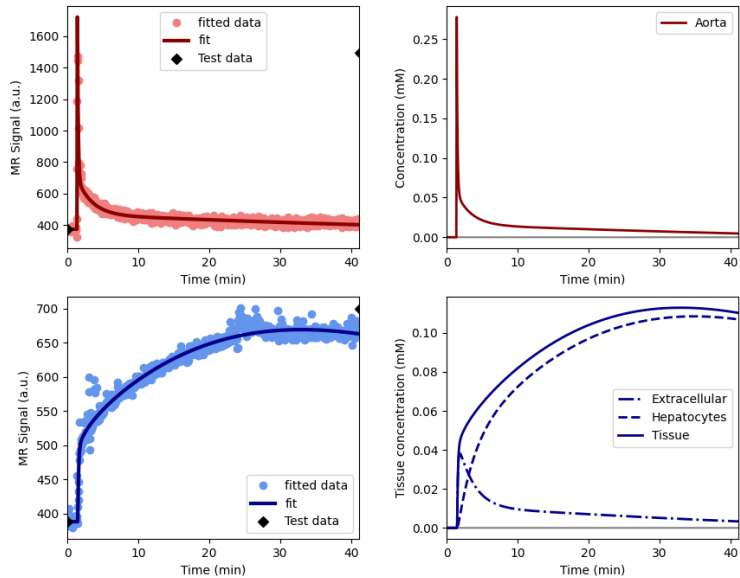 MR Signal (a.u.)
1600
1400
1200
1000
800
600
400
0
10
20
30
40
Time (min)
fitted data
fit
Test data
Concentration (mM)
0.25
0.20
0.15
0.10
0.05
0.00
0
10
20
30
40
Time (min)
Aorta
MR Signal (a.u.)
700
650
600
550
500
450
400
0
10
20
30
40
Time (min)
fitted data
fit
Test data
Tissue concentration (mM)
0.10
0.08
0.06
0.04
0.02
0.00
0
10
20
30
40
Time (min)
Extracellular
Hepatocytes
Tissue